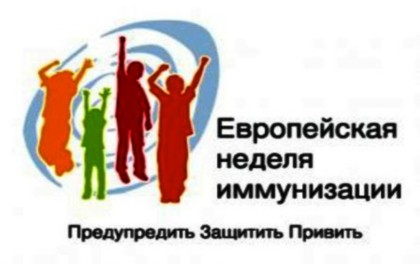 Европейская
неделя
иммунизации
Предупредить Защитить Привить